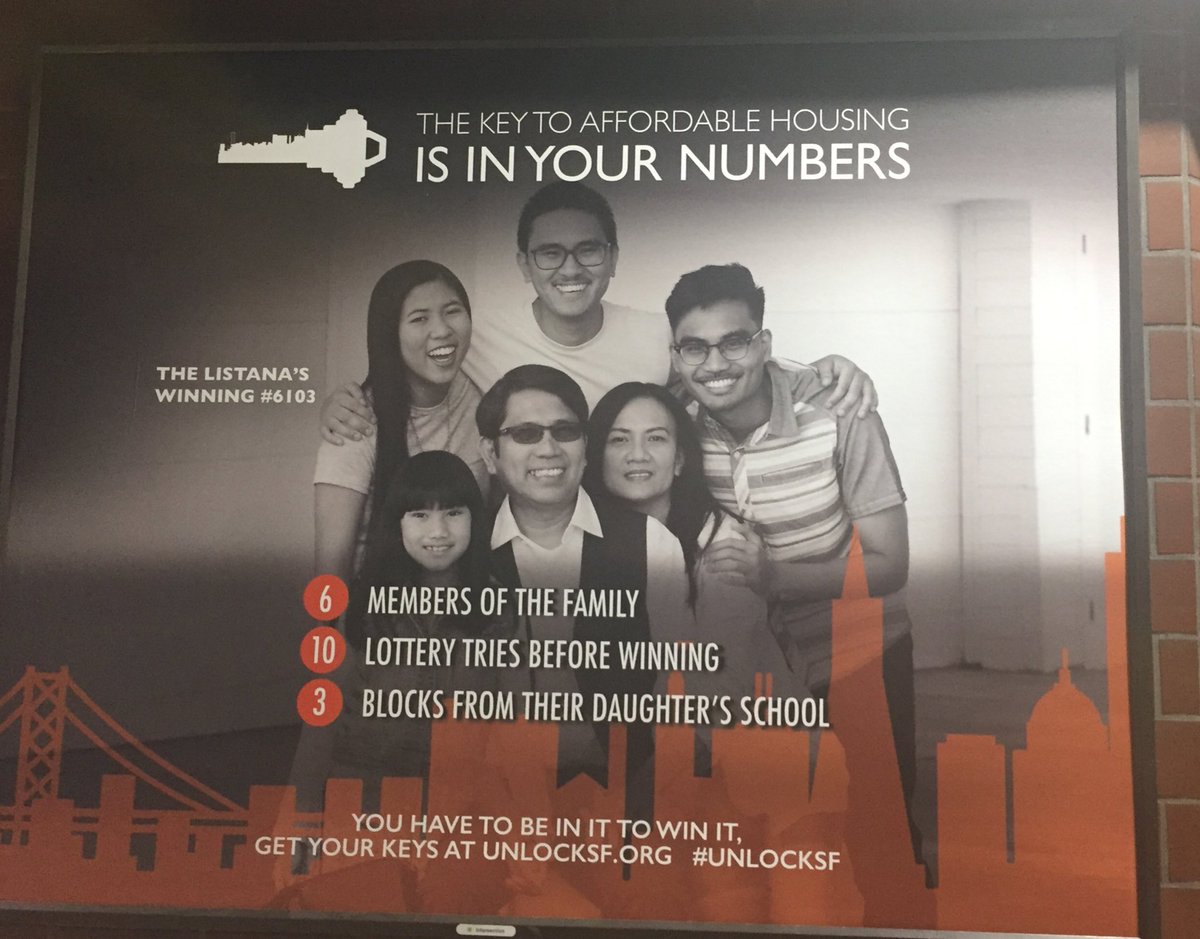 THE KEY TO AFFORDABLE HOUSING
IS IN YOUR NUMBERS
THE LISTANA'S
WINNING #6103
6 MEMBERS OF THE FAMILY
10 LOTTERY TRIES BEFORE WINNING
3 BLOCKS FROM THEIR DAUGHTER'S SCHOOL
YOU HAVE TO BE IN IT TO WIN IT,
GET YOUR KEYS AT UNLOCKSF.ORG #UNLOCKSF
intersection